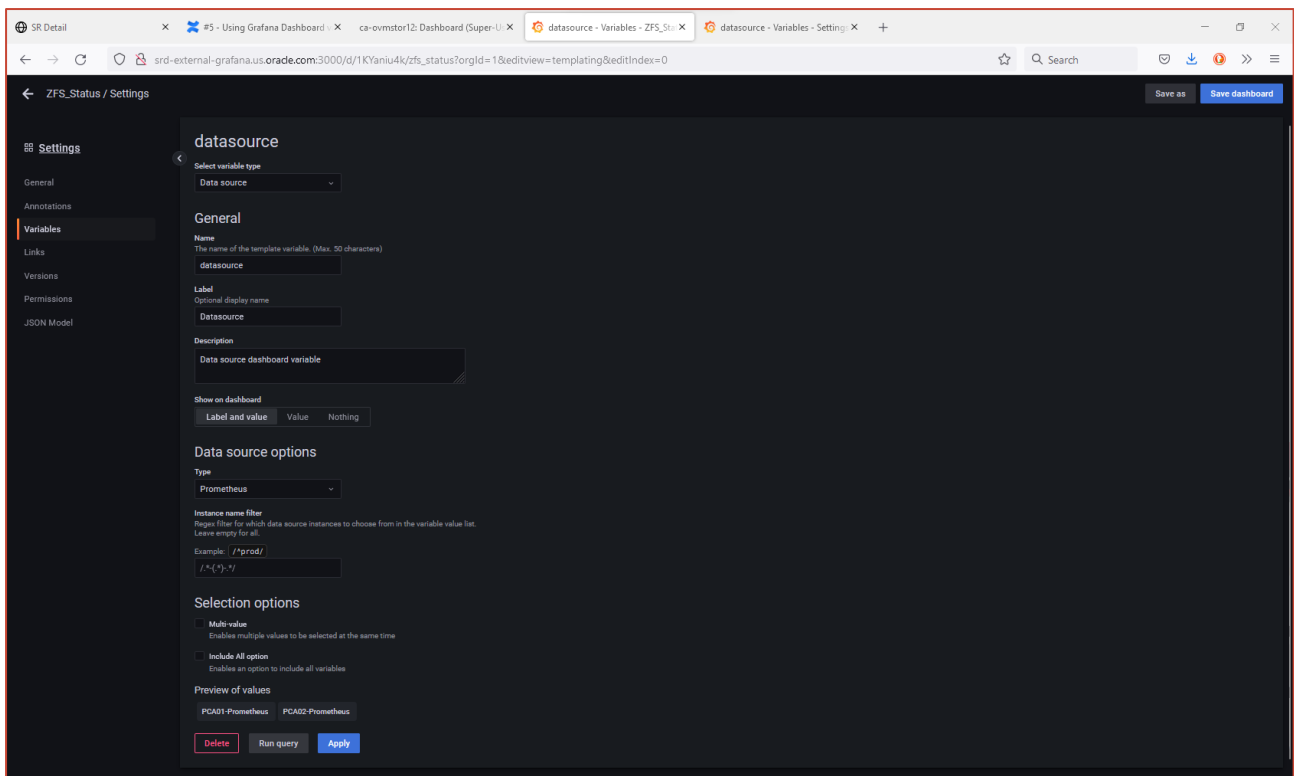 SR Detail
#5 - Using Grafana Dashboard
ca-ovmstor12: Dashboard (Super-U
datasource - Variables - ZFS_Sta
datasource - Variables - Setting
srd-external-grafana.us.oracle.com:3000/d/1KYaniu4k/zfs_status?orgId=1&editview=templating&editIndex=0
Search
ZFS_Status / Settings
Save as
Save dashboard
Settings
General
Annotations
Variables
Links
Versions
Permissions
JSON Model
datasource
Select variable type
Data source
General
Name
The name of the template variable. (Max. 50 characters)
datasource
Label
Optional display name
Datasource
Description
Data source dashboard variable
Show on dashboard
Label and value Value Nothing
Data source options
Type
Prometheus
Instance name filter
Regex filter for which data source instances to choose from in the variable value list.
Leave empty for all.
Example: /^prod/
/.*-(.*)-.*/
Selection options
Multi-value
Enables multiple values to be selected at the same time
Include All option
Enables an option to include all variables
Preview of values
PCA01-Prometheus PCA02-Prometheus
Delete Run query Apply